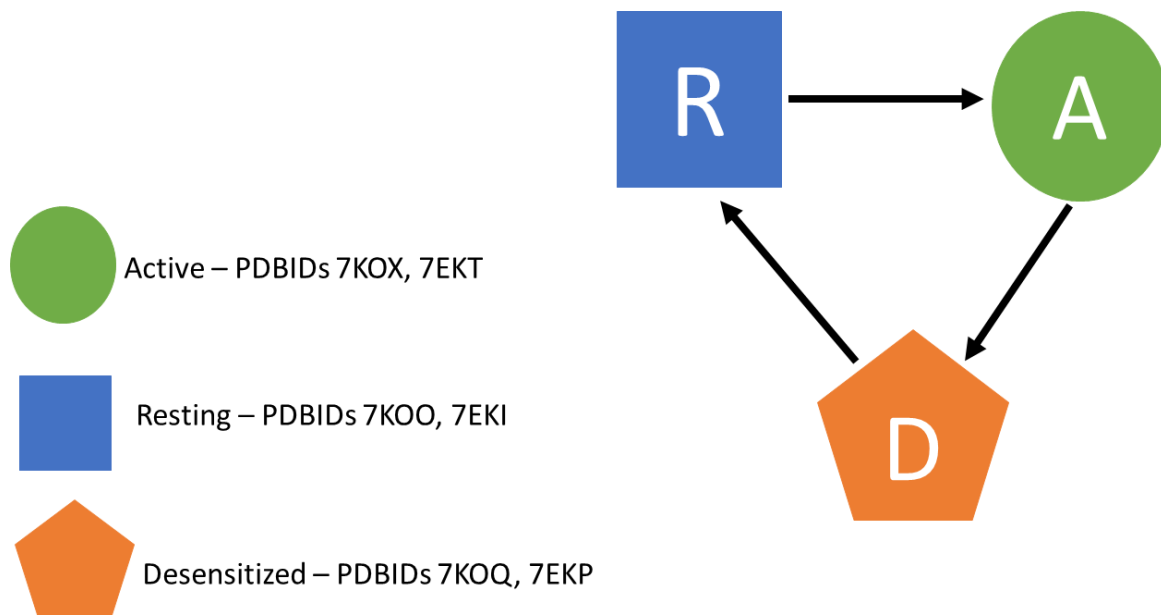 R
A
Active – PDBIDs 7KOX, 7EKT
Resting – PDBIDs 7KOO, 7EKI
D
Desensitized – PDBIDs 7KOQ, 7EKP